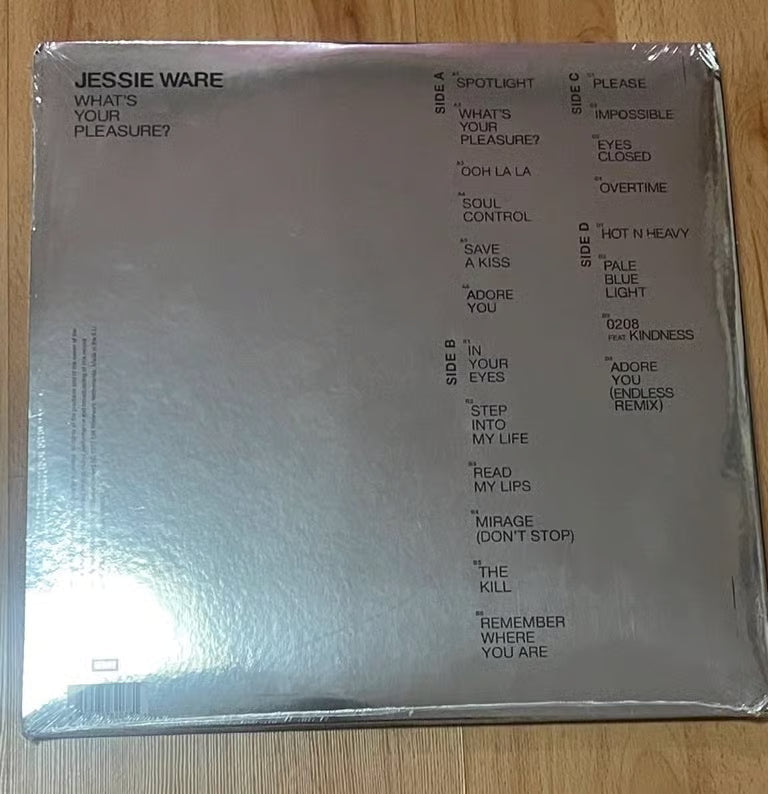 JESSIE WARE
WHAT'S
YOUR
PLEASURE?
SIDE A
A1 SPOTLIGHT
A2 WHAT'S
YOUR
PLEASURE?
A3 OOH LA LA
A4 SOUL
CONTROL
A5 SAVE
A KISS
A6 ADORE
YOU
SIDE B
B1 IN
YOUR
EYES
B2 STEP
INTO
MY LIFE
B3 READ
MY LIPS
B4 MIRAGE
(DON'T STOP)
B5 THE
KILL
B6 REMEMBER
WHERE
YOU ARE
SIDE C
C1 PLEASE
C2 IMPOSSIBLE
C3 EYES
CLOSED
C4 OVERTIME
SIDE D
D1 HOT N HEAVY
D2 PALE
BLUE
LIGHT
D3 0208
FEAT. KINDNESS
D4 ADORE
YOU
(ENDLESS
REMIX)